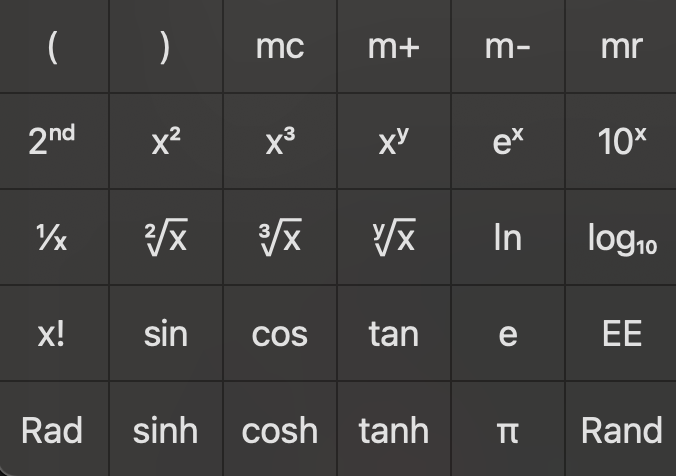 ( ) mc m+ m- mr
2ⁿᵈ x² x³ xʸ eˣ 10ˣ
¹⁄ₓ ²√x ³√x ʸ√x ln log₁₀
x! sin cos tan e EE
Rad sinh cosh tanh π Rand